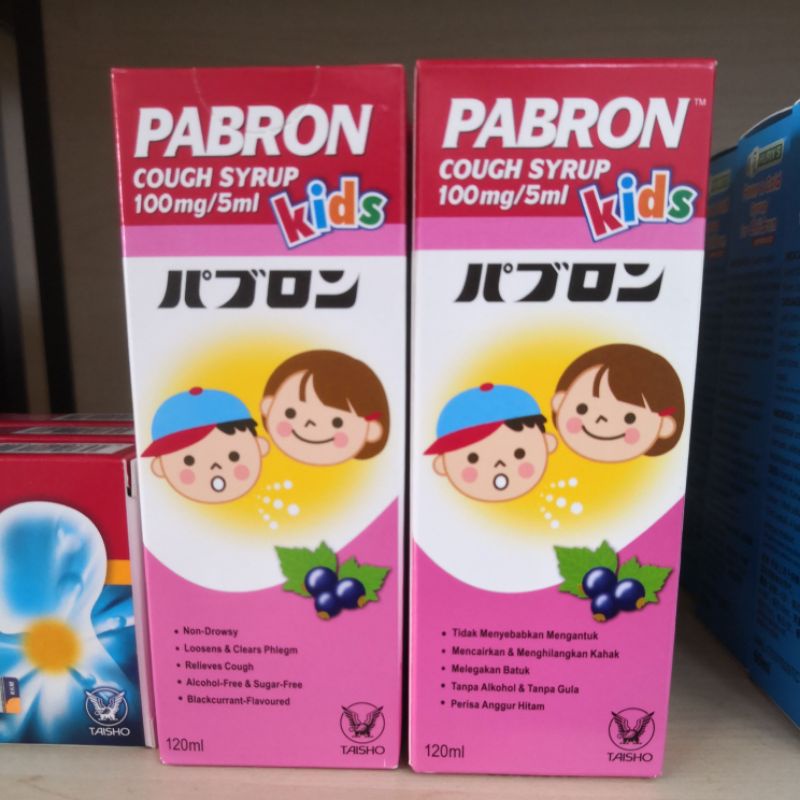 PABRON
COUGH SYRUP
100mg/5ml
kids
パブロン
• Non-Drowsy
• Loosens & Clears Phlegm
• Relieves Cough
• Alcohol-Free & Sugar-Free
• Blackcurrant-Flavoured
120ml
TAISHO
PABRON™
COUGH SYRUP
100mg/5ml
kids
パブロン
• Tidak Menyebabkan Mengantuk
• Mencairkan & Menghilangkan Kahak
• Melegakan Batuk
• Tanpa Alkohol & Tanpa Gula
• Perisa Anggur Hitam
120ml
TAISHO
TAISHO